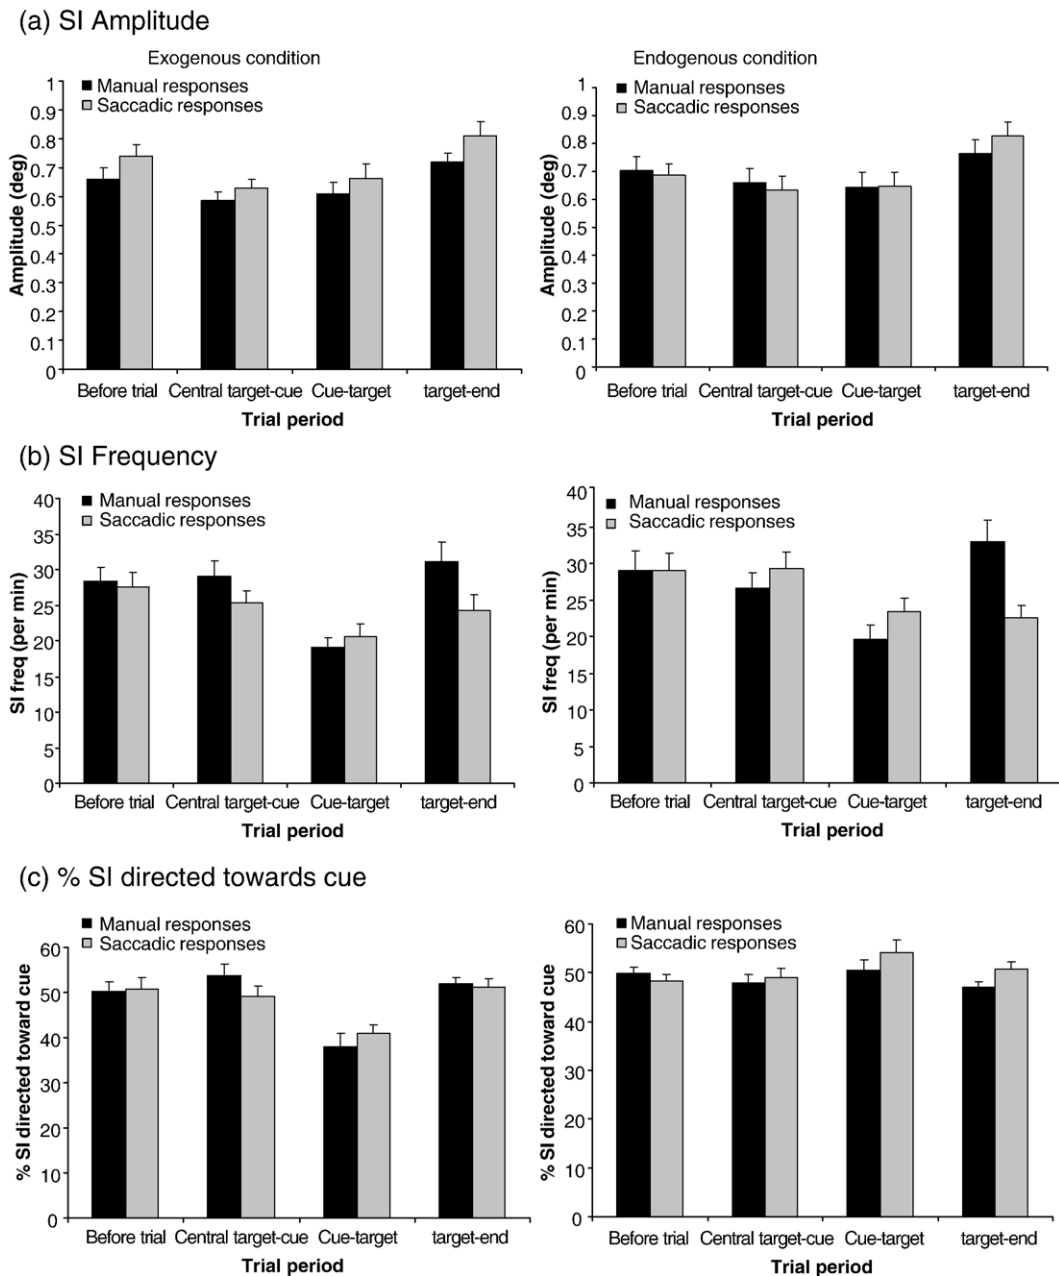 (a) SI Amplitude
Exogenous condition
Manual responses
Saccadic responses
Amplitude (deg)
1
0.9
0.8
0.7
0.6
0.5
0.4
0.3
0.2
0.1
0
Before trial Central target-cue Cue-target target-end
Trial period
Endogenous condition
Manual responses
Saccadic responses
Amplitude (deg)
1
0.9
0.8
0.7
0.6
0.5
0.4
0.3
0.2
0.1
0
Before trial Central target-cue Cue-target target-end
Trial period
(b) SI Frequency
Manual responses
Saccadic responses
SI freq (per min)
40
35
30
25
20
15
10
5
0
Before trial Central target-cue Cue-target target-end
Trial period
Manual responses
Saccadic responses
SI freq (per min)
40
35
30
25
20
15
10
5
0
Before trial Central target-cue Cue-target target-end
Trial period
(c) % SI directed towards cue
Manual responses
Saccadic responses
% SI directed toward cue
60
50
40
30
20
10
0
Before trial Central target-cue Cue-target target-end
Trial period
Manual responses
Saccadic responses
% SI directed toward cue
60
50
40
30
20
10
0
Before trial Central target-cue Cue-target target-end
Trial period